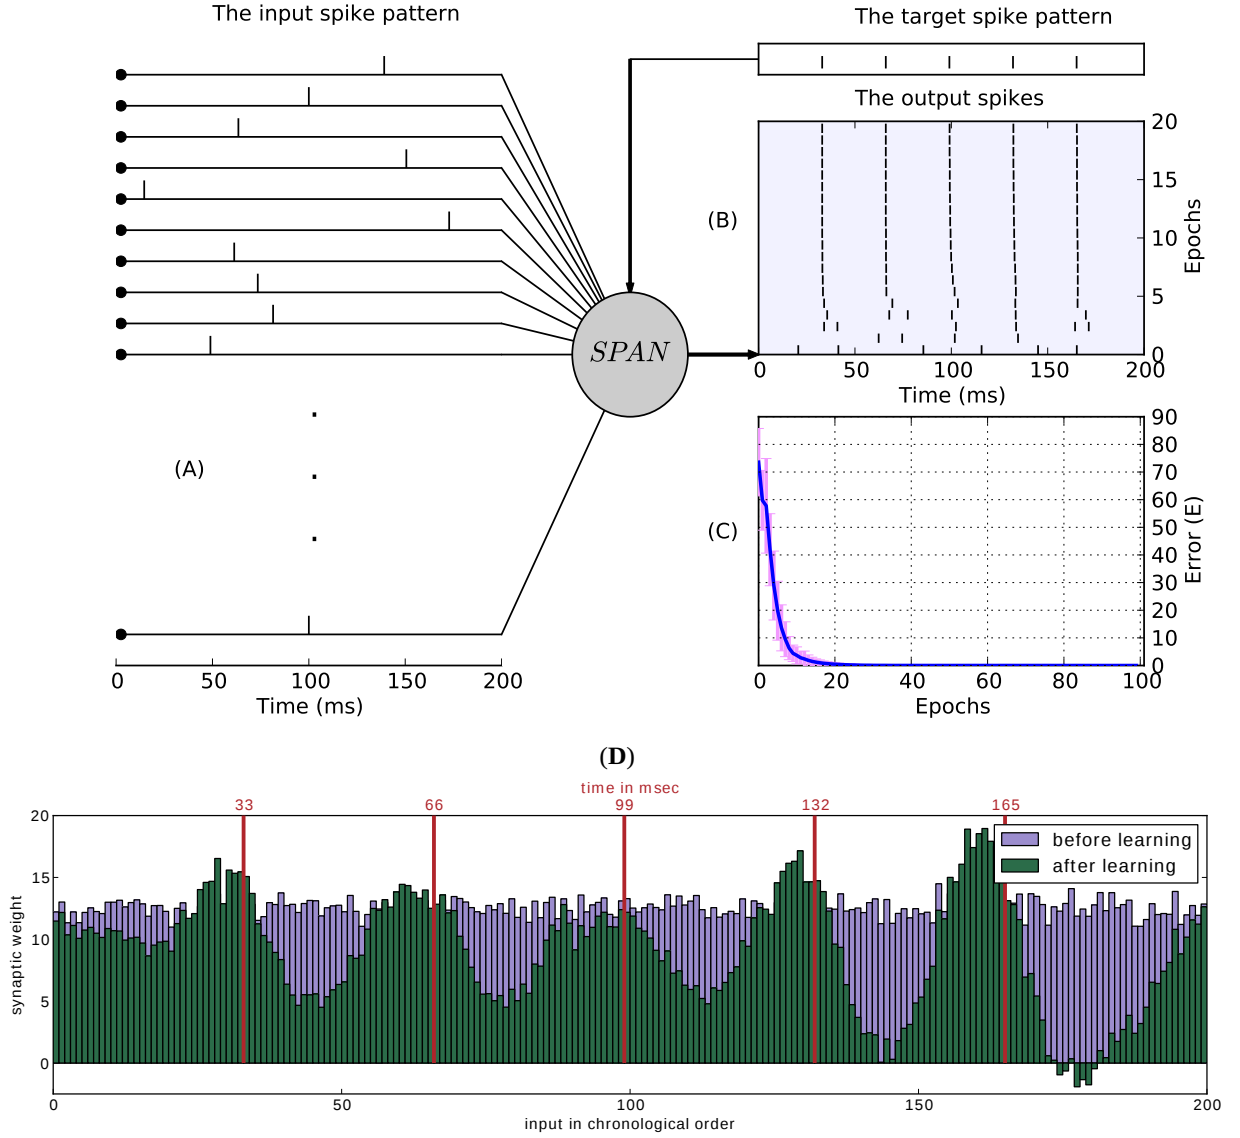 The input spike pattern
The target spike pattern
The output spikes
(A)
0 50 100 150 200
Time (ms)
SPAN
(B)
20
15
10
5
0
Epochs
0 50 100 150 200
Time (ms)
(C)
90
80
70
60
50
40
30
20
10
0
Error (E)
0 20 40 60 80 100
Epochs
(D)
time in msec
33 66 99 132 165
20
15
10
5
0
synaptic weight
before learning
after learning
0 50 100 150 200
input in chronological order